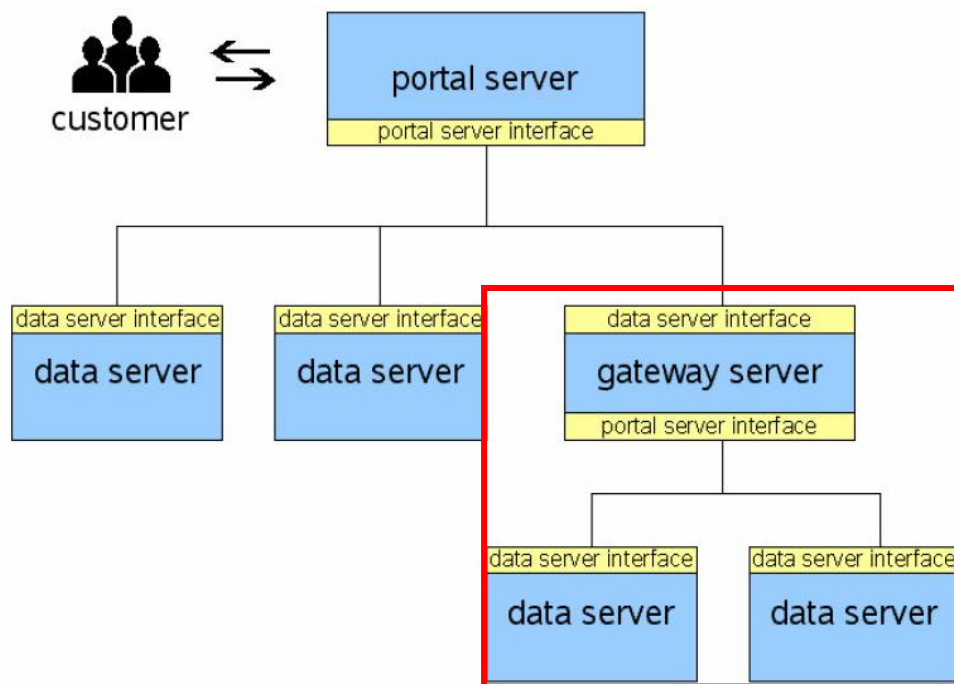 portal server
customer
portal server interface
data server interface
data server interface
data server interface
data server
data server
gateway server
portal server interface
data server interface
data server interface
data server
data server